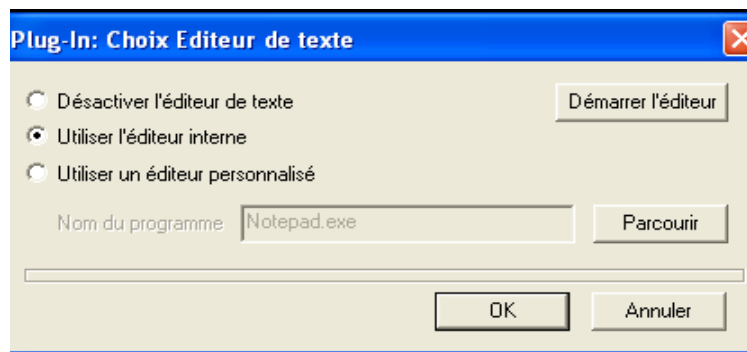 Plug-In: Choix Editeur de texte
Désactiver l'éditeur de texte
Démarrer l'éditeur
Utiliser l'éditeur interne
Utiliser un éditeur personnalisé
Nom du programme
Notepad.exe
Parcourir
OK
Annuler